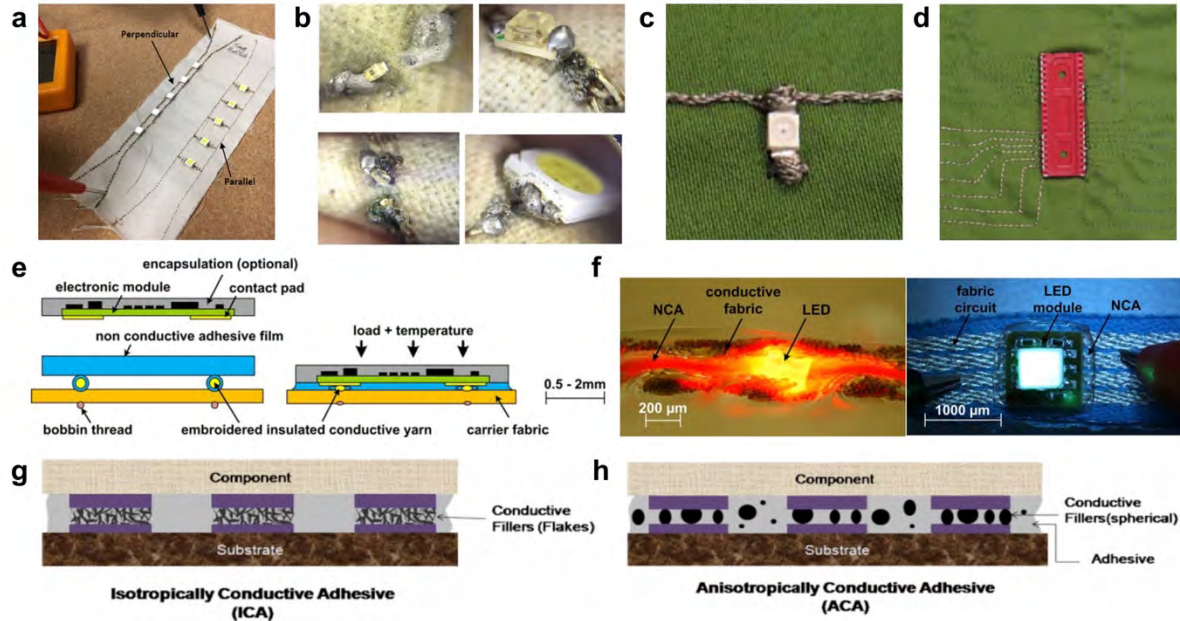 a
Perpendicular
Parallel
b
c
d
e
encapsulation (optional)
electronic module
contact pad
non conductive adhesive film
load + temperature
0.5 - 2mm
bobbin thread
embroidered insulated conductive yarn
carrier fabric
f
NCA
conductive
fabric
LED
200 µm
fabric
circuit
LED
module
NCA
1000 µm
g
Component
Conductive
Fillers (Flakes)
Substrate
Isotropically Conductive Adhesive
(ICA)
h
Component
Conductive
Fillers(spherical)
Substrate
Adhesive
Anisotropically Conductive Adhesive
(ACA)